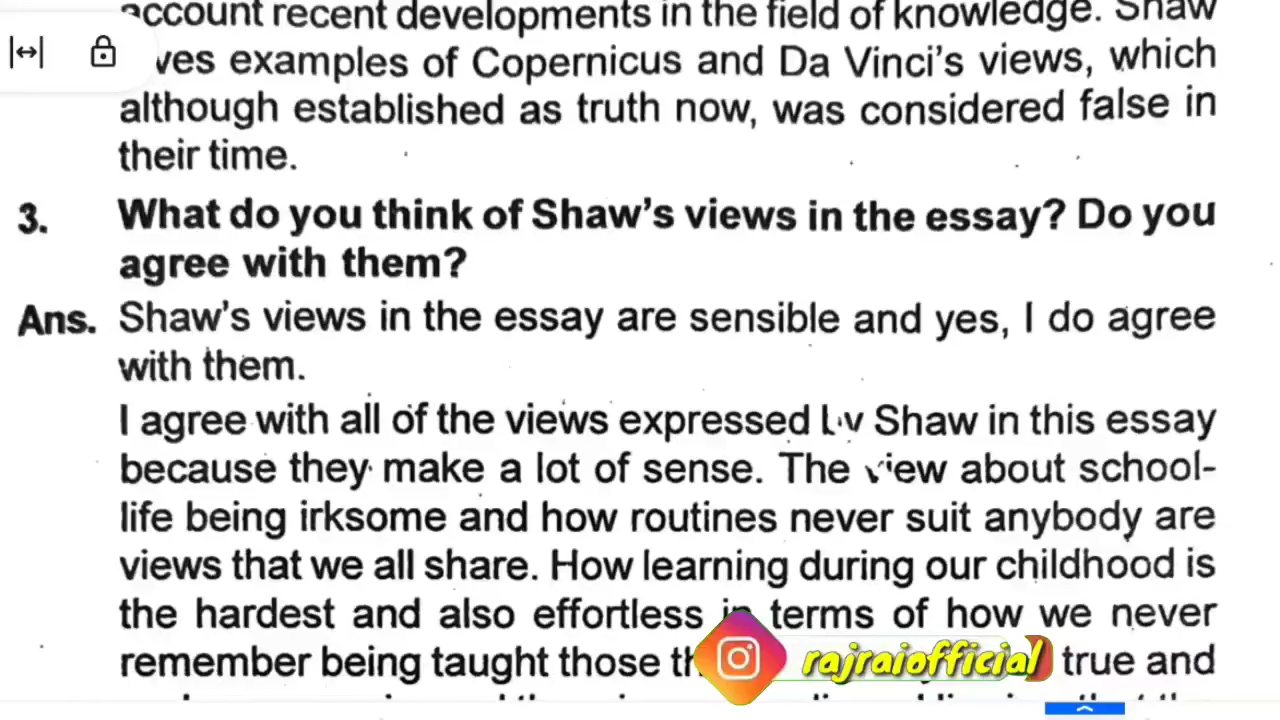 account recent developments in the field of knowledge. Shaw
ves examples of Copernicus and Da Vinci's views, which
although established as truth now, was considered false in
their time.
3. What do you think of Shaw's views in the essay? Do you
agree with them?
Ans. Shaw's views in the essay are sensible and yes, I do agree
with them.
I agree with all of the views expressed by Shaw in this essay
because they make a lot of sense. The view about school-
life being irksome and how routines never suit anybody are
views that we all share. How learning during our childhood is
the hardest and also effortless in terms of how we never
remember being taught those true and
rajraiofficial